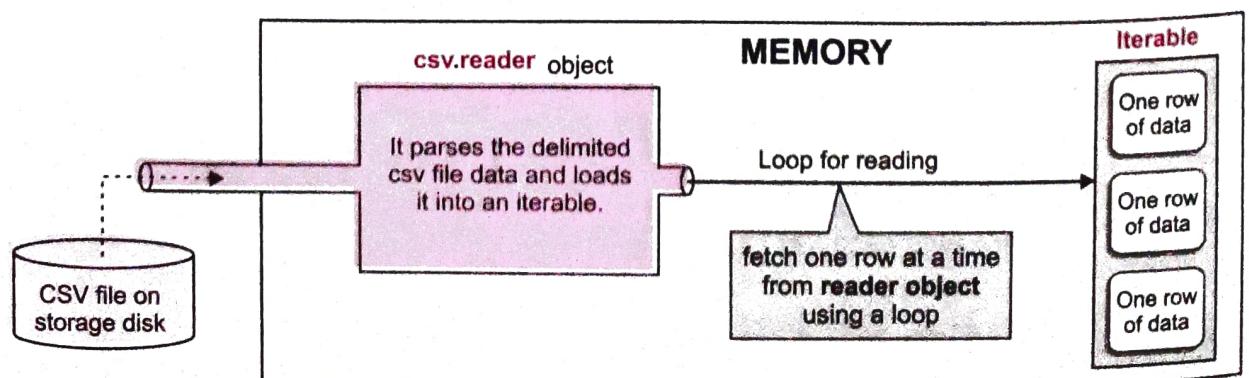 MEMORY
csv.reader object
It parses the delimited
csv file data and loads
it into an iterable.
CSV file on
storage disk
Loop for reading
fetch one row at a time
from reader object
using a loop
Iterable
One row
of data
One row
of data
One row
of data